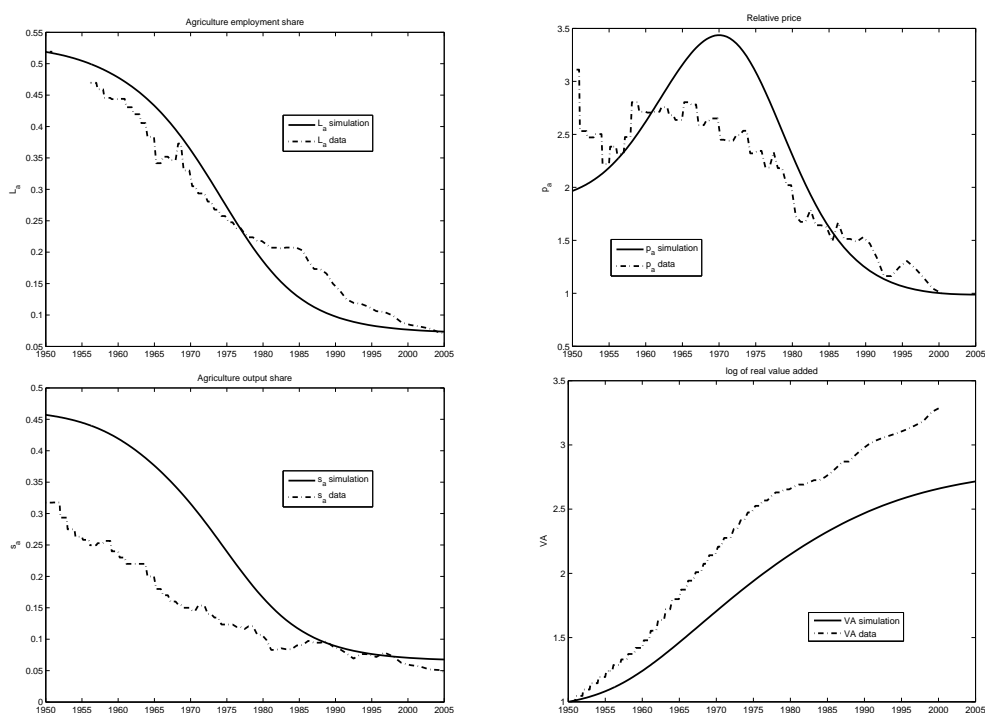 Agriculture employment share
0.55
0.5
0.45
0.4
0.35
0.3
0.25
0.2
0.15
0.1
0.05
L_a
L_a simulation
L_a data
1950 1955 1960 1965 1970 1975 1980 1985 1990 1995 2000 2005
Relative price
3.5
3
2.5
2
1.5
1
0.5
p_a
p_a simulation
p_a data
1950 1955 1960 1965 1970 1975 1980 1985 1990 1995 2000 2005
Agriculture output share
0.5
0.45
0.4
0.35
0.3
0.25
0.2
0.15
0.1
0.05
0
s_a
s_a simulation
s_a data
1950 1955 1960 1965 1970 1975 1980 1985 1990 1995 2000 2005
log of real value added
3.5
3
2.5
2
1.5
1
VA
VA simulation
VA data
1950 1955 1960 1965 1970 1975 1980 1985 1990 1995 2000 2005